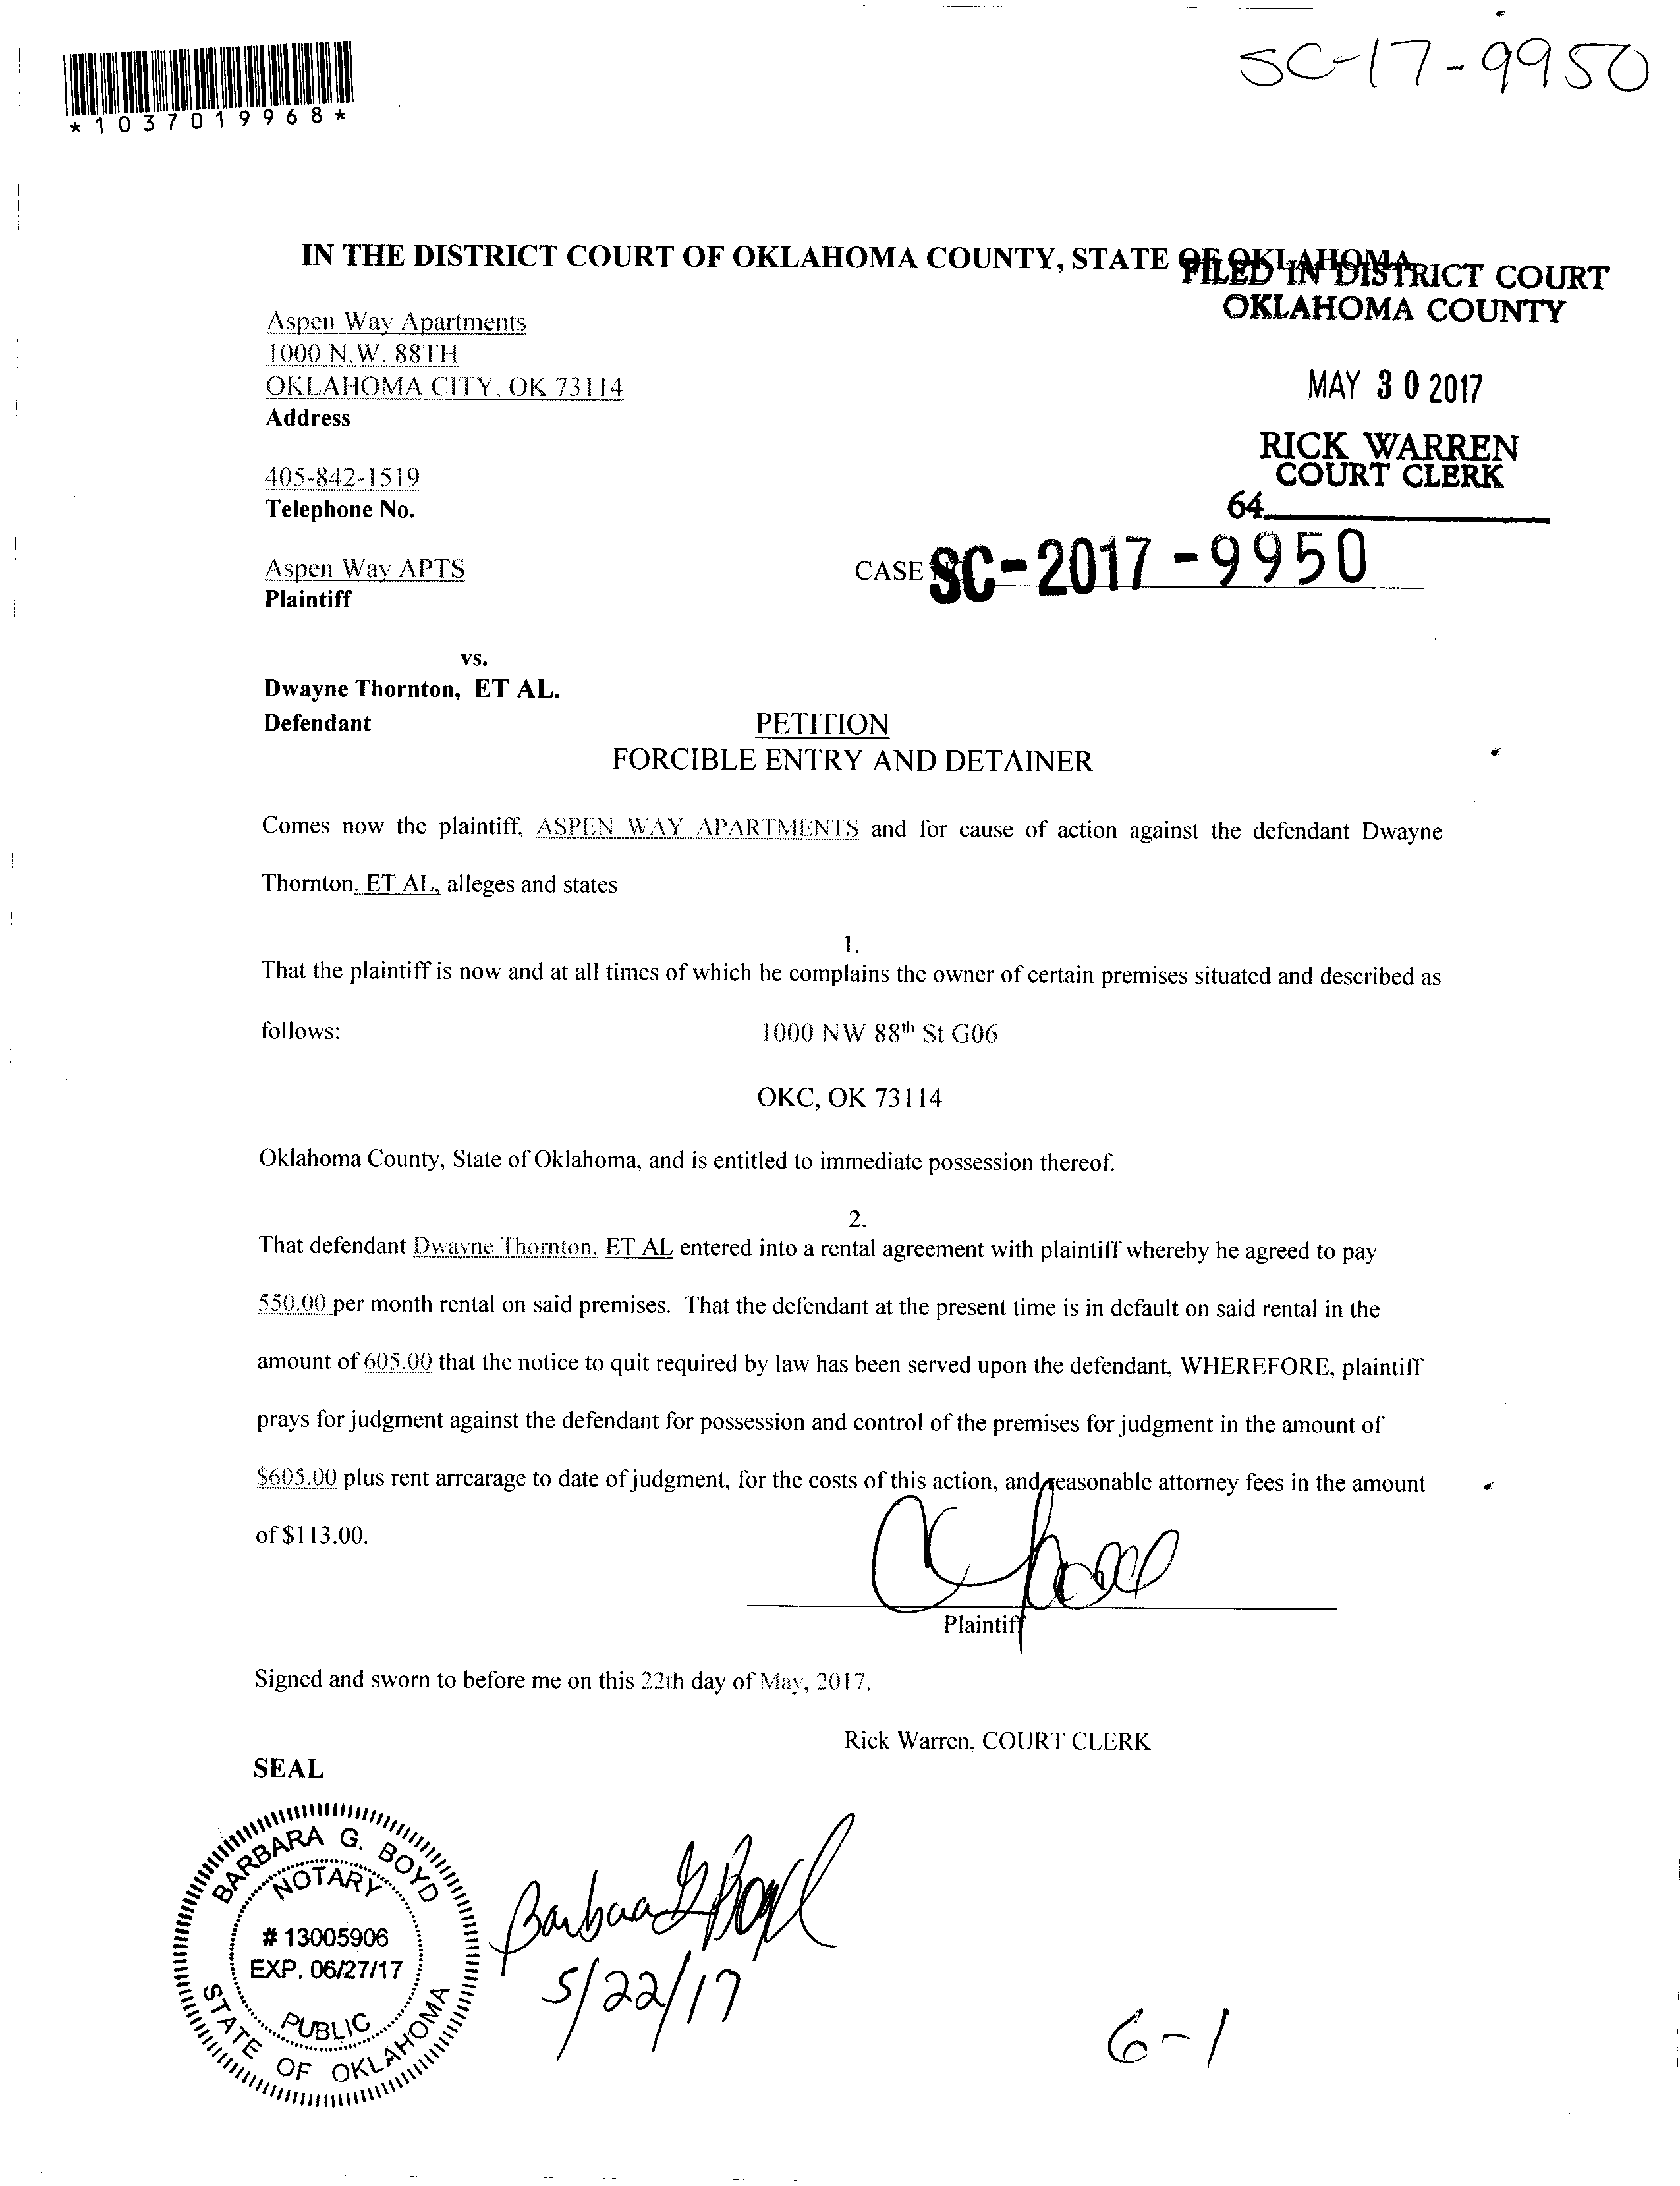 SC-17-9950
*1037019968*
IN THE DISTRICT COURT OF OKLAHOMA COUNTY, STATE OF OKLAHOMA
FILED IN DISTRICT COURT
OKLAHOMA COUNTY
Aspen Way Apartments
1000 N.W. 88TH
OKLAHOMA CITY, OK 73114
Address
MAY 30 2017
RICK WARREN
COURT CLERK
64
405-842-1519
Telephone No.
Aspen Way APTS
Plaintiff
CASE SC-2017-9950
vs.
Dwayne Thornton, ET AL.
Defendant
PETITION
FORCIBLE ENTRY AND DETAINER
Comes now the plaintiff, ASPEN WAY APARTMENTS and for cause of action against the defendant Dwayne
Thornton, ET AL, alleges and states
1.
That the plaintiff is now and at all times of which he complains the owner of certain premises situated and described as
follows: 1000 NW 88th St G06
OKC, OK 73114
Oklahoma County, State of Oklahoma, and is entitled to immediate possession thereof.
2.
That defendant Dwayne Thornton, ET AL entered into a rental agreement with plaintiff whereby he agreed to pay
550.00 per month rental on said premises. That the defendant at the present time is in default on said rental in the
amount of 605.00 that the notice to quit required by law has been served upon the defendant, WHEREFORE, plaintiff
prays for judgment against the defendant for possession and control of the premises for judgment in the amount of
$605.00 plus rent arrearage to date of judgment, for the costs of this action, and reasonable attorney fees in the amount
of $113.00.
Plaintiff
Signed and sworn to before me on this 22th day of May, 2017.
Rick Warren, COURT CLERK
SEAL
BARBARA G. BOYD
NOTARY
# 13005906
EXP. 06/27/17
PUBLIC
STATE OF OKLAHOMA
Barbara G Boyd
5/22/17
6-1